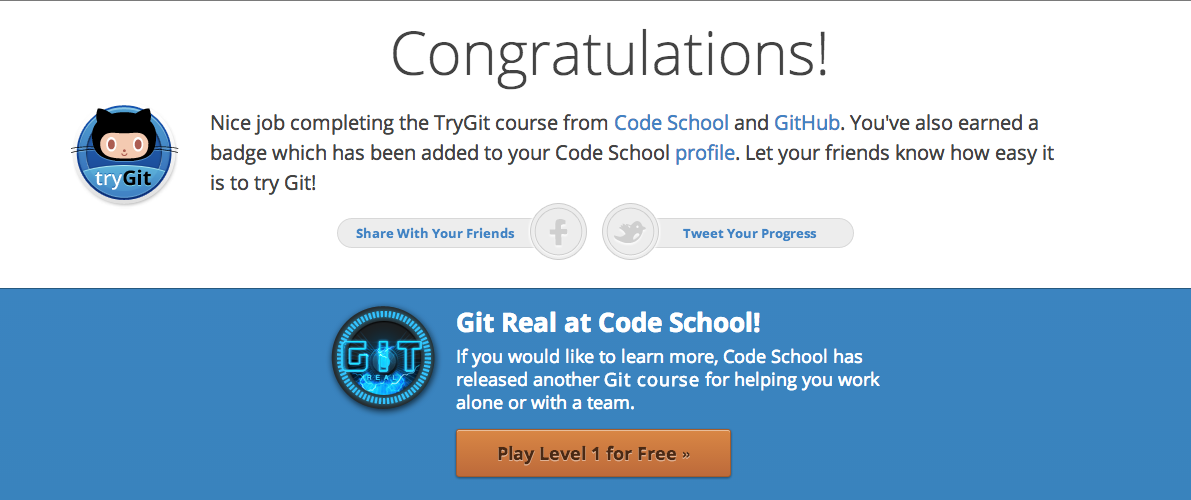 Congratulations!
Nice job completing the TryGit course from Code School and GitHub. You've also earned a
badge which has been added to your Code School profile. Let your friends know how easy it
is to try Git!
tryGit
Share With Your Friends
Tweet Your Progress
GIT
REAL
Git Real at Code School!
If you would like to learn more, Code School has
released another Git course for helping you work
alone or with a team.
Play Level 1 for Free »